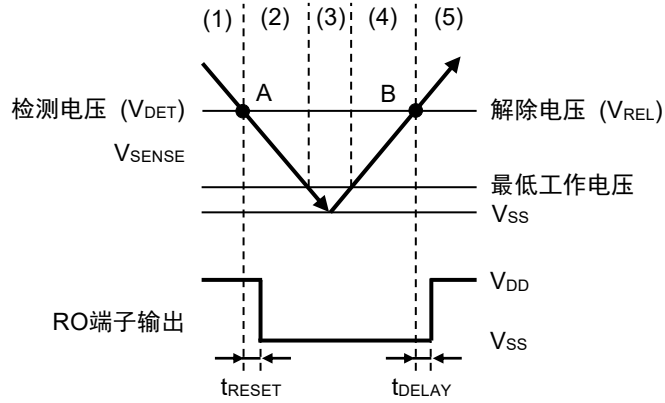 (1) (2) (3) (4) (5)
A B
检测电压 (VDET) 解除电压 (VREL)
VSENSE
最低工作电压
VSS
VDD
RO端子输出
VSS
tRESET tDELAY